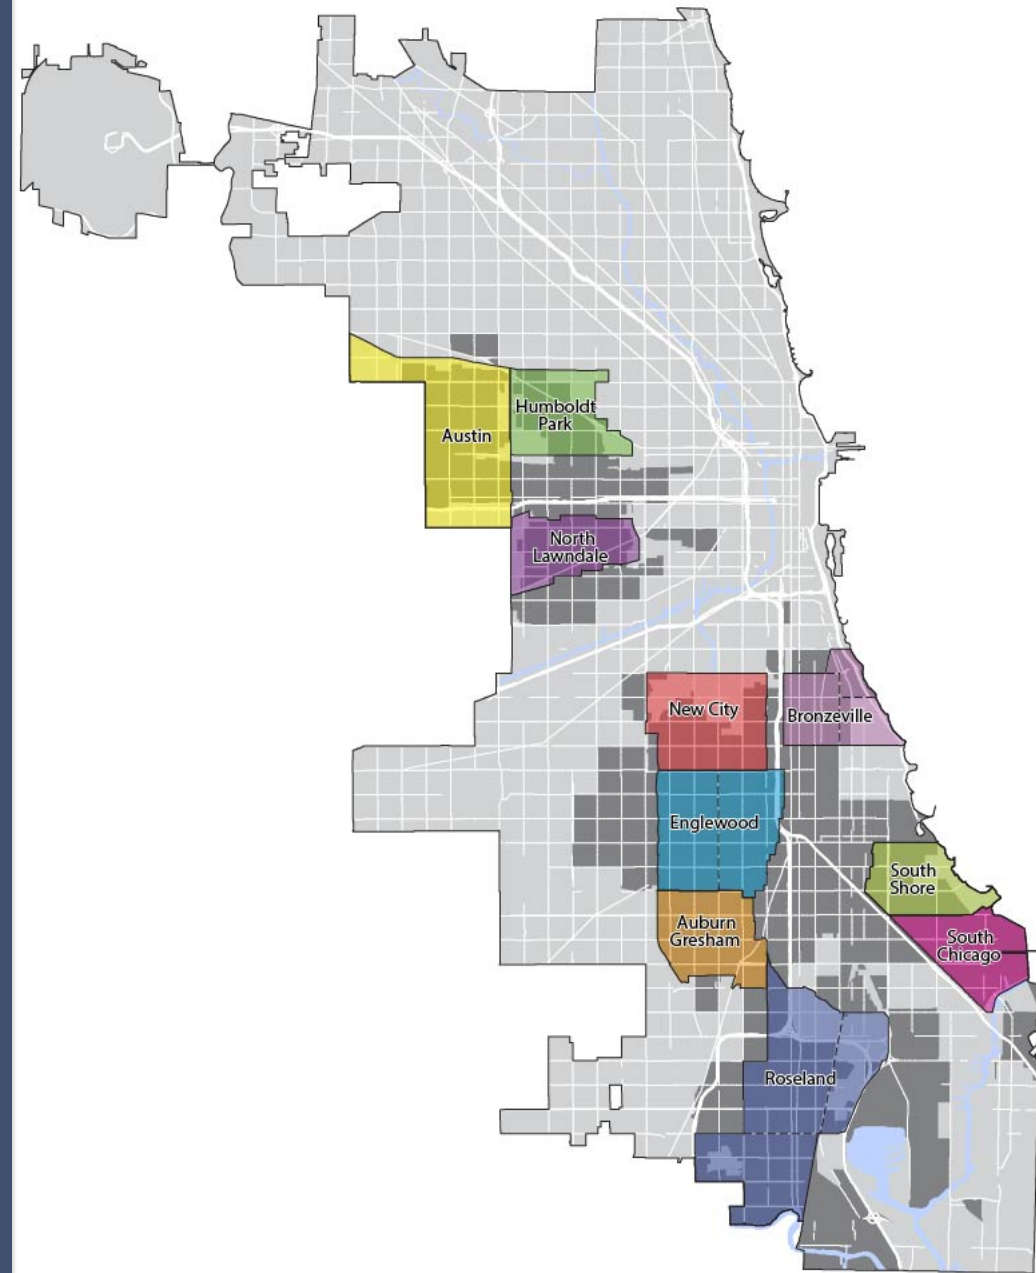 Humboldt
Park
Austin
North
Lawndale
New City
Bronzeville
Englewood
South
Shore
Auburn
Gresham
South
Chicago
Roseland